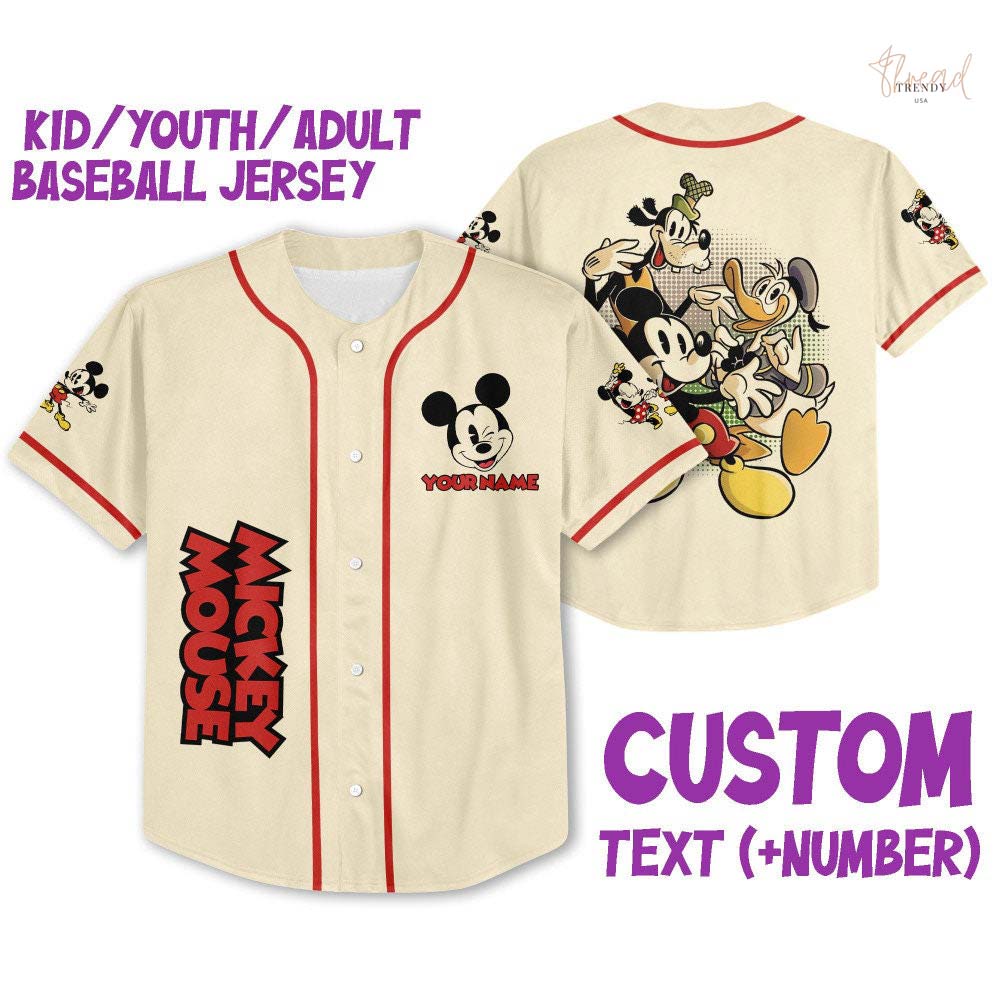 Thread
TRENDY
USA
KID/YOUTH/ADULT
BASEBALL JERSEY
YOUR NAME
MICKEY
MOUSE
CUSTOM
TEXT (+NUMBER)